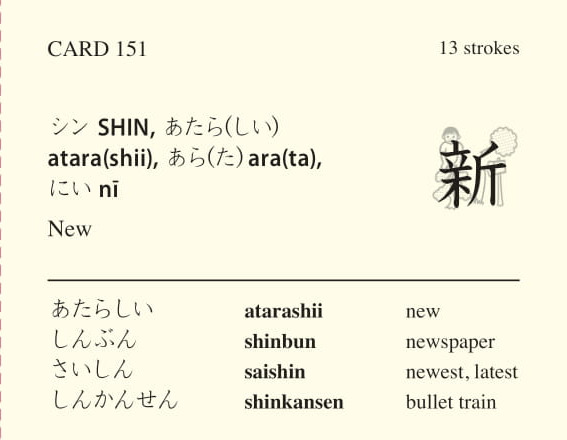 CARD 151
13 strokes
シン SHIN, あたら(しい)
atara(shii), あら(た) ara(ta),
にい nī
新
New
あたらしい atarashii new
しんぶん shinbun newspaper
さいしん saishin newest, latest
しんかんせん shinkansen bullet train